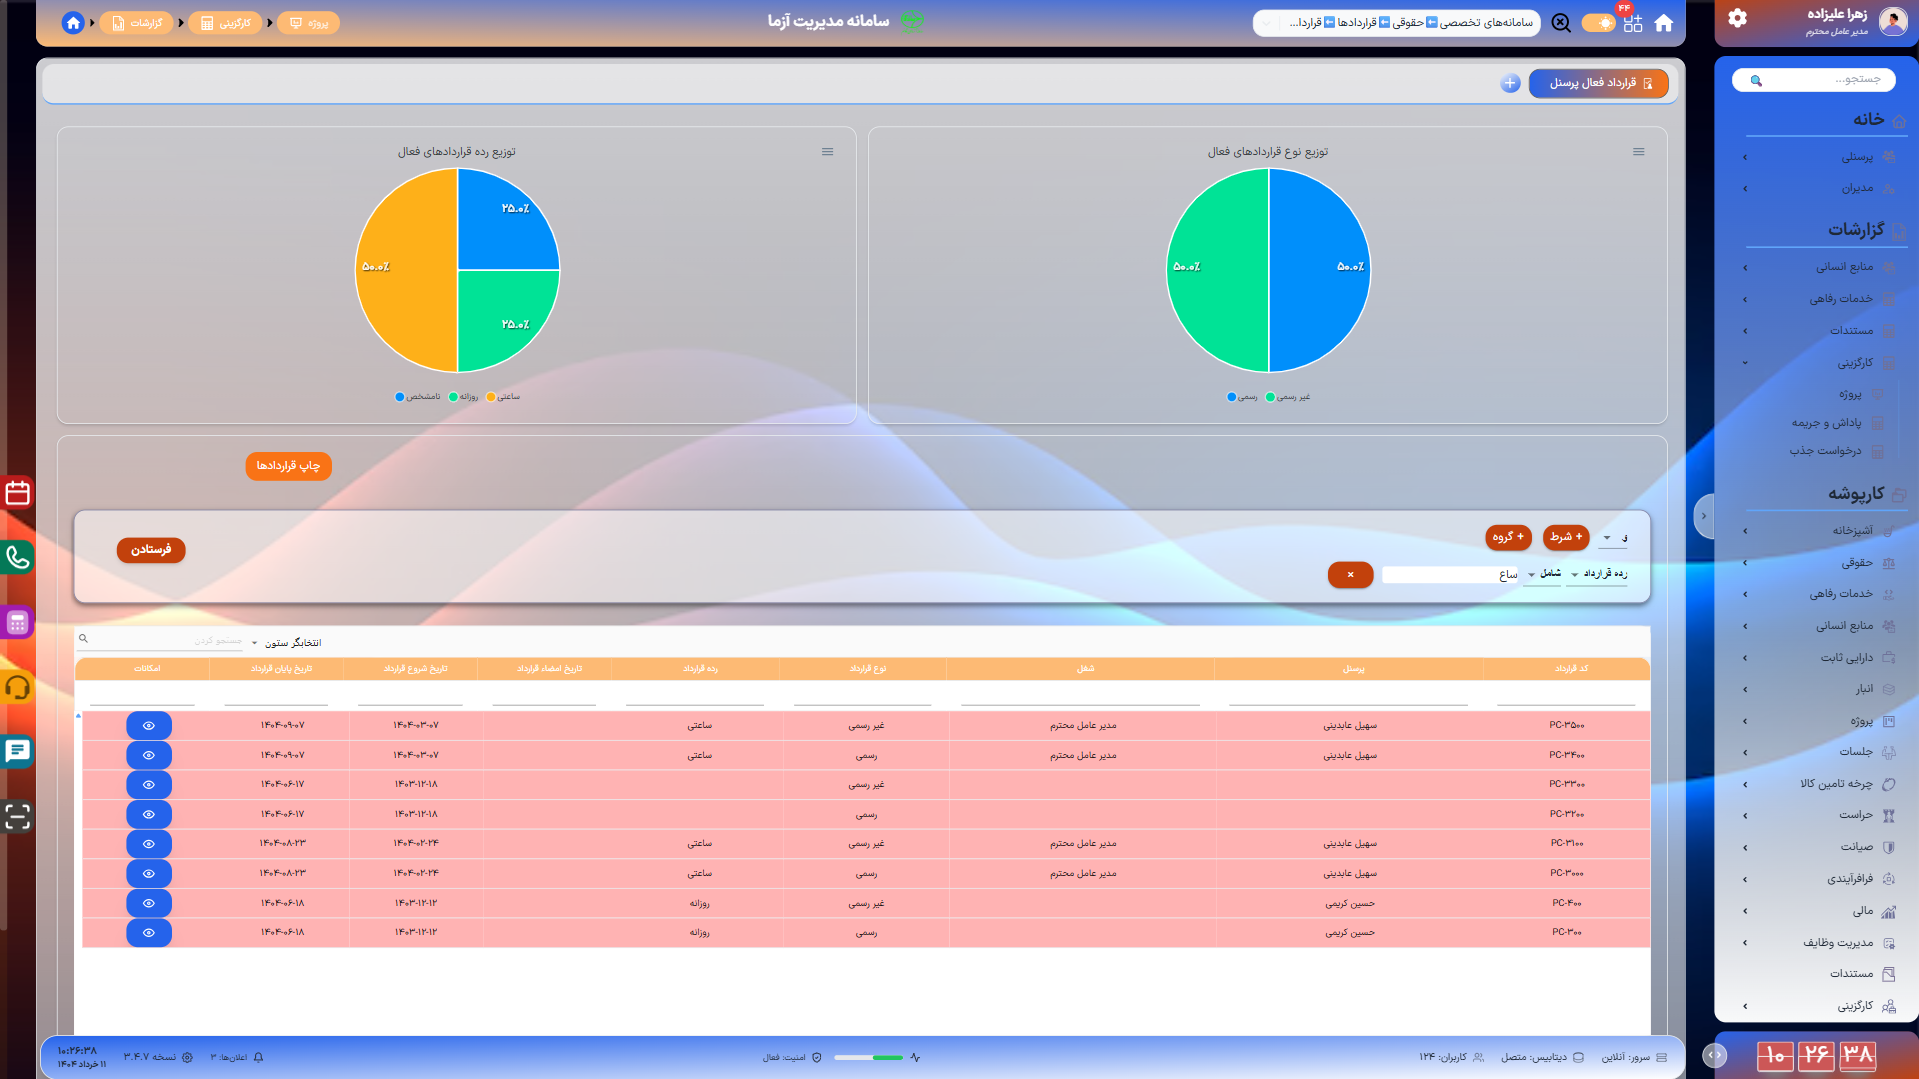 زهرا علیزاده
مدیر عامل محترم
۴۴
سامانه‌های تخصصی⬅حقوقی⬅قراردادها⬅قراردا...
سامانه مدیریت آزما
پروژه
کارگزینی
گزارشات
جستجو...
خانه
پرسنلی
مدیران
گزارشات
منابع انسانی
خدمات رفاهی
مستندات
کارگزینی
پروژه
پاداش و جریمه
درخواست جذب
کارپوشه
آشپزخانه
حقوقی
خدمات رفاهی
منابع انسانی
دارایی ثابت
انبار
پروژه
جلسات
چرخه تامین کالا
حراست
صیانت
فرافرآیندی
مالی
مدیریت وظایف
مستندات
کارگزینی
۱۰ ۲۶ ۳۸
قرارداد فعال پرسنل
+
توزیع نوع قراردادهای فعال
۵۰.۰٪
۵۰.۰٪
غیر رسمی
رسمی
توزیع رده قراردادهای فعال
۲۵.۰٪
۵۰.۰٪
۲۵.۰٪
ساعتی
روزانه
نامشخص
چاپ قراردادها
و
+ شرط
+ گروه
فرستادن
رده قرارداد
شامل
ساع
×
انتخابگر ستون
جستجو کردن
کد قرارداد پرسنل شغل نوع قرارداد رده قرارداد تاریخ امضاء قرارداد تاریخ شروع قرارداد تاریخ پایان قرارداد امکانات
PC-۳۵۰۰ سهیل عابدینی مدیر عامل محترم غیر رسمی ساعتی ۱۴۰۴-۰۳-۰۷ ۱۴۰۴-۰۹-۰۷
PC-۳۴۰۰ سهیل عابدینی مدیر عامل محترم رسمی ساعتی ۱۴۰۴-۰۳-۰۷ ۱۴۰۴-۰۹-۰۷
PC-۳۳۰۰ غیر رسمی ۱۴۰۳-۱۲-۱۸ ۱۴۰۴-۰۶-۱۷
PC-۳۲۰۰ رسمی ۱۴۰۳-۱۲-۱۸ ۱۴۰۴-۰۶-۱۷
PC-۳۱۰۰ سهیل عابدینی مدیر عامل محترم غیر رسمی ساعتی ۱۴۰۴-۰۲-۲۴ ۱۴۰۴-۰۸-۲۳
PC-۳۰۰۰ سهیل عابدینی مدیر عامل محترم رسمی ساعتی ۱۴۰۴-۰۲-۲۴ ۱۴۰۴-۰۸-۲۳
PC-۴۰۰ حسین کریمی غیر رسمی روزانه ۱۴۰۳-۱۲-۱۲ ۱۴۰۴-۰۶-۱۸
PC-۳۰۰ حسین کریمی رسمی روزانه ۱۴۰۳-۱۲-۱۲ ۱۴۰۴-۰۶-۱۸
سرور: آنلاین
دیتابیس: متصل
کاربران: ۱۲۴
امنیت: فعال
اعلان‌ها: ۳
نسخه ۳.۴.۷
۱۰:۲۶:۳۸
۱۱ خرداد ۱۴۰۴